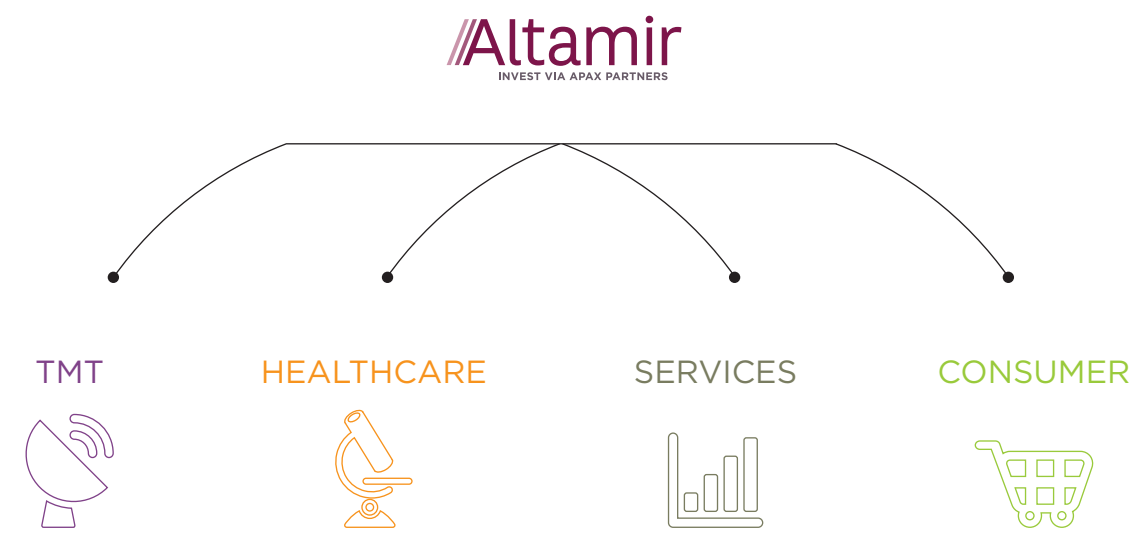 Altamir
INVEST VIA APAX PARTNERS
TMT
HEALTHCARE
SERVICES
CONSUMER